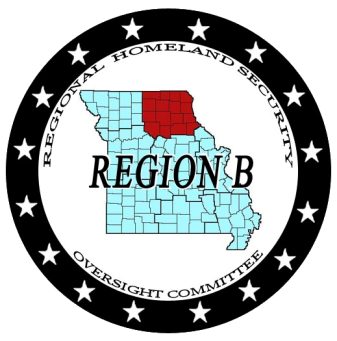 REGIONAL HOMELAND SECURITY
REGION B
OVERSIGHT COMMITTEE